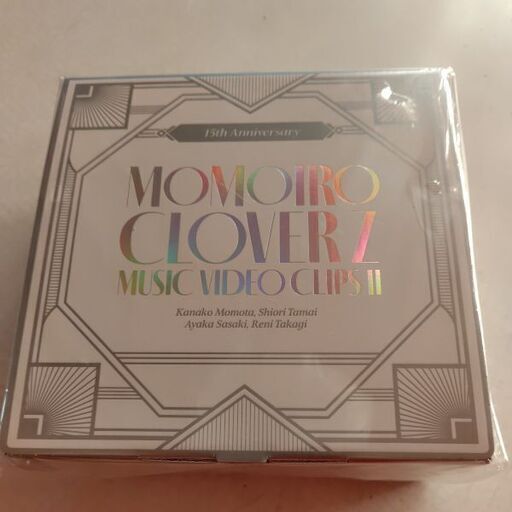 15th Anniversary
MOMOIRO
CLOVER Z
MUSIC VIDEO CLIPS II
Kanako Momota, Shiori Tamai
Ayaka Sasaki, Reni Takagi